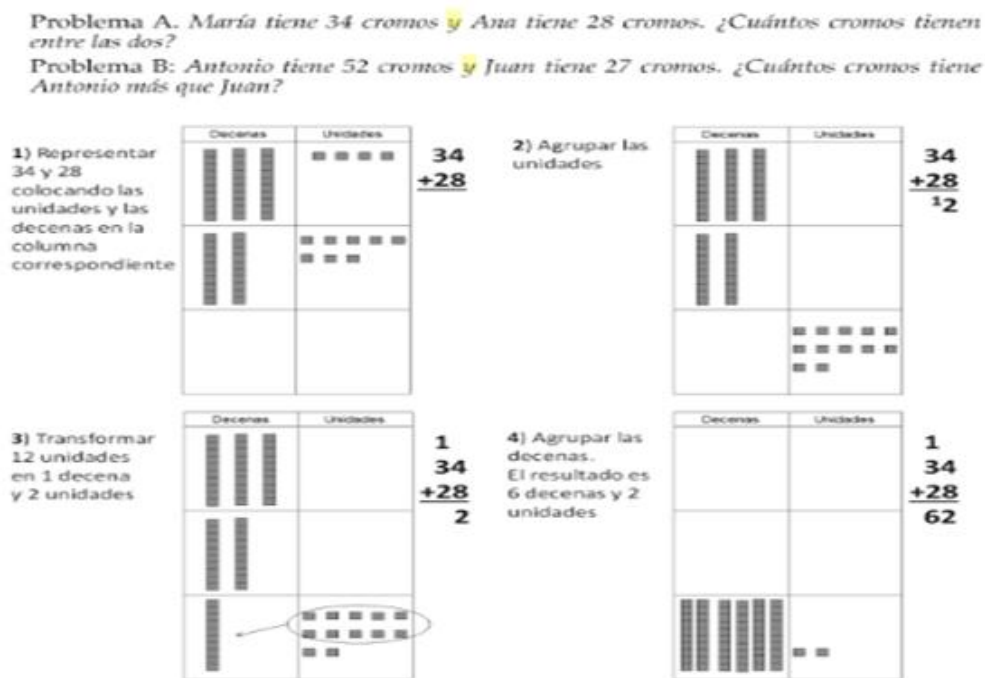 Problema A. María tiene 34 cromos y Ana tiene 28 cromos. ¿Cuántos cromos tienen
entre las dos?
Problema B: Antonio tiene 52 cromos y Juan tiene 27 cromos. ¿Cuántos cromos tiene
Antonio más que Juan?
1) Representar
34 y 28
colocando las
unidades y las
decenas en la
columna
correspondiente
Decenas Unidades
34
+28
2) Agrupar las
unidades
Decenas Unidades
34
+28
¹2
3) Transformar
12 unidades
en 1 decena
y 2 unidades
Decenas Unidades
1
34
+28
2
4) Agrupar las
decenas.
El resultado es
6 decenas y 2
unidades
Decenas Unidades
1
34
+28
62